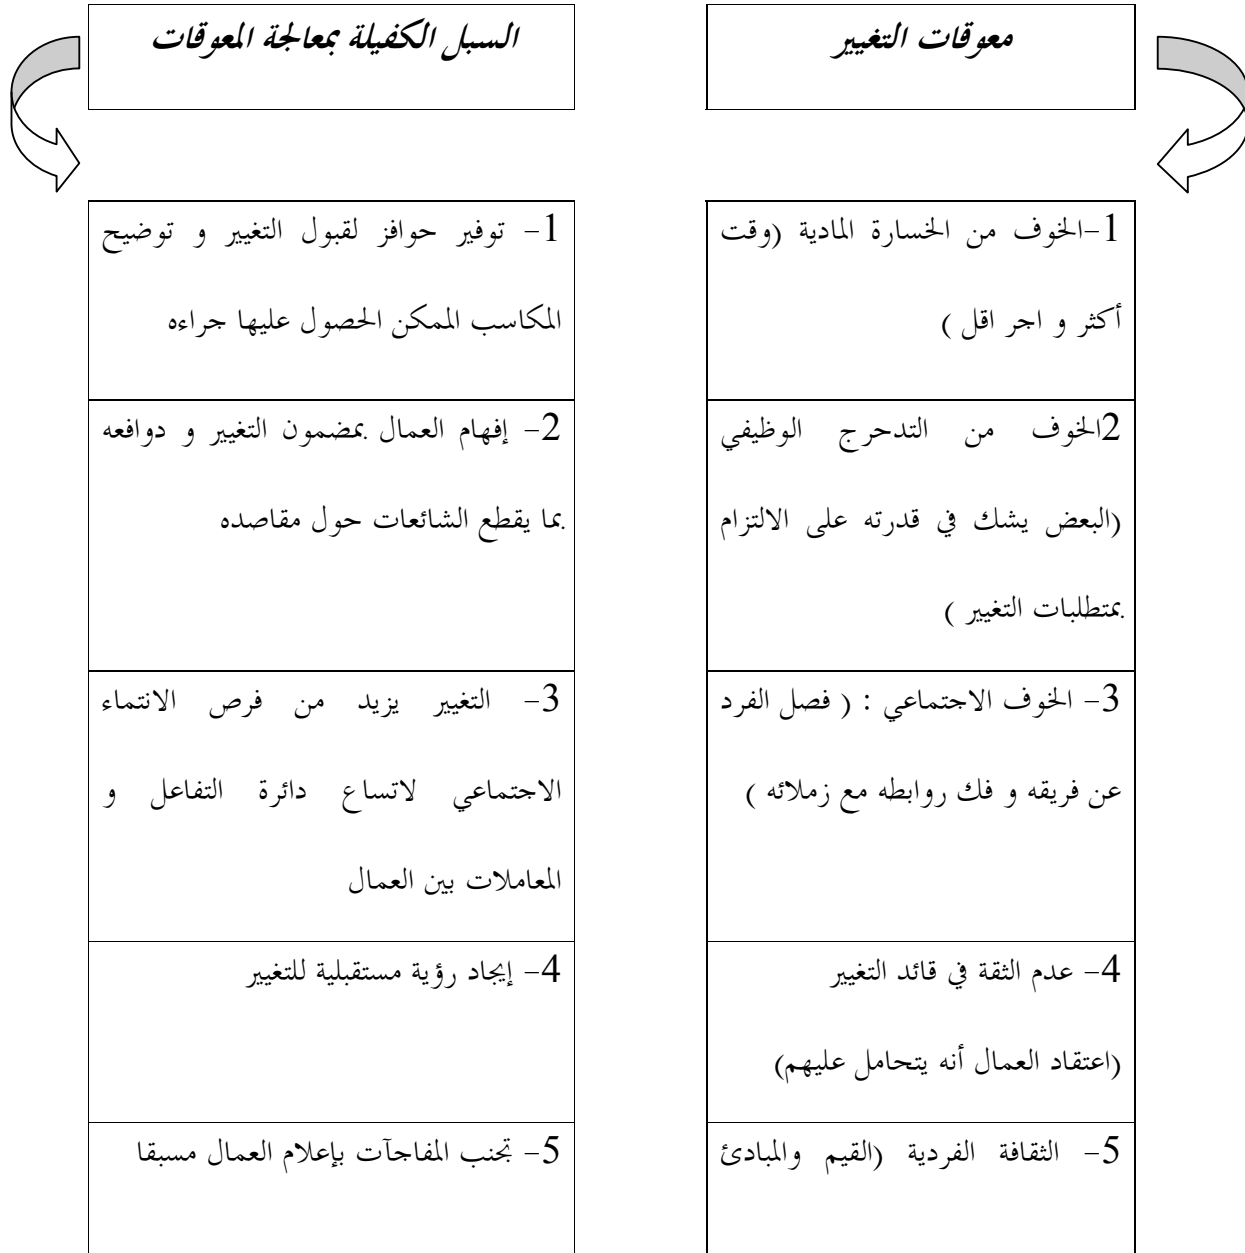 معوقات التغيير
السبل الكفيلة بمعالجة المعوقات
1-الخوف من الخسارة المادية (وقت
أكثر و اجر اقل )
1- توفير حوافز لقبول التغيير و توضيح
المكاسب الممكن الحصول عليها جراءه
2الخوف من التدحرج الوظيفي
(البعض يشك في قدرته على الالتزام
بمتطلبات التغيير )
2- إفهام العمال بمضمون التغيير و دوافعه
بما يقطع الشائعات حول مقاصده
3- الخوف الاجتماعي : ( فصل الفرد
عن فريقه و فك روابطه مع زملائه )
3- التغيير يزيد من فرص الانتماء
الاجتماعي لاتساع دائرة التفاعل و
المعاملات بين العمال
4- عدم الثقة في قائد التغيير
(اعتقاد العمال أنه يتحامل عليهم)
4- إيجاد رؤية مستقبلية للتغيير
5- الثقافة الفردية (القيم والمبادئ
5- تجنب المفاجآت بإعلام العمال مسبقا